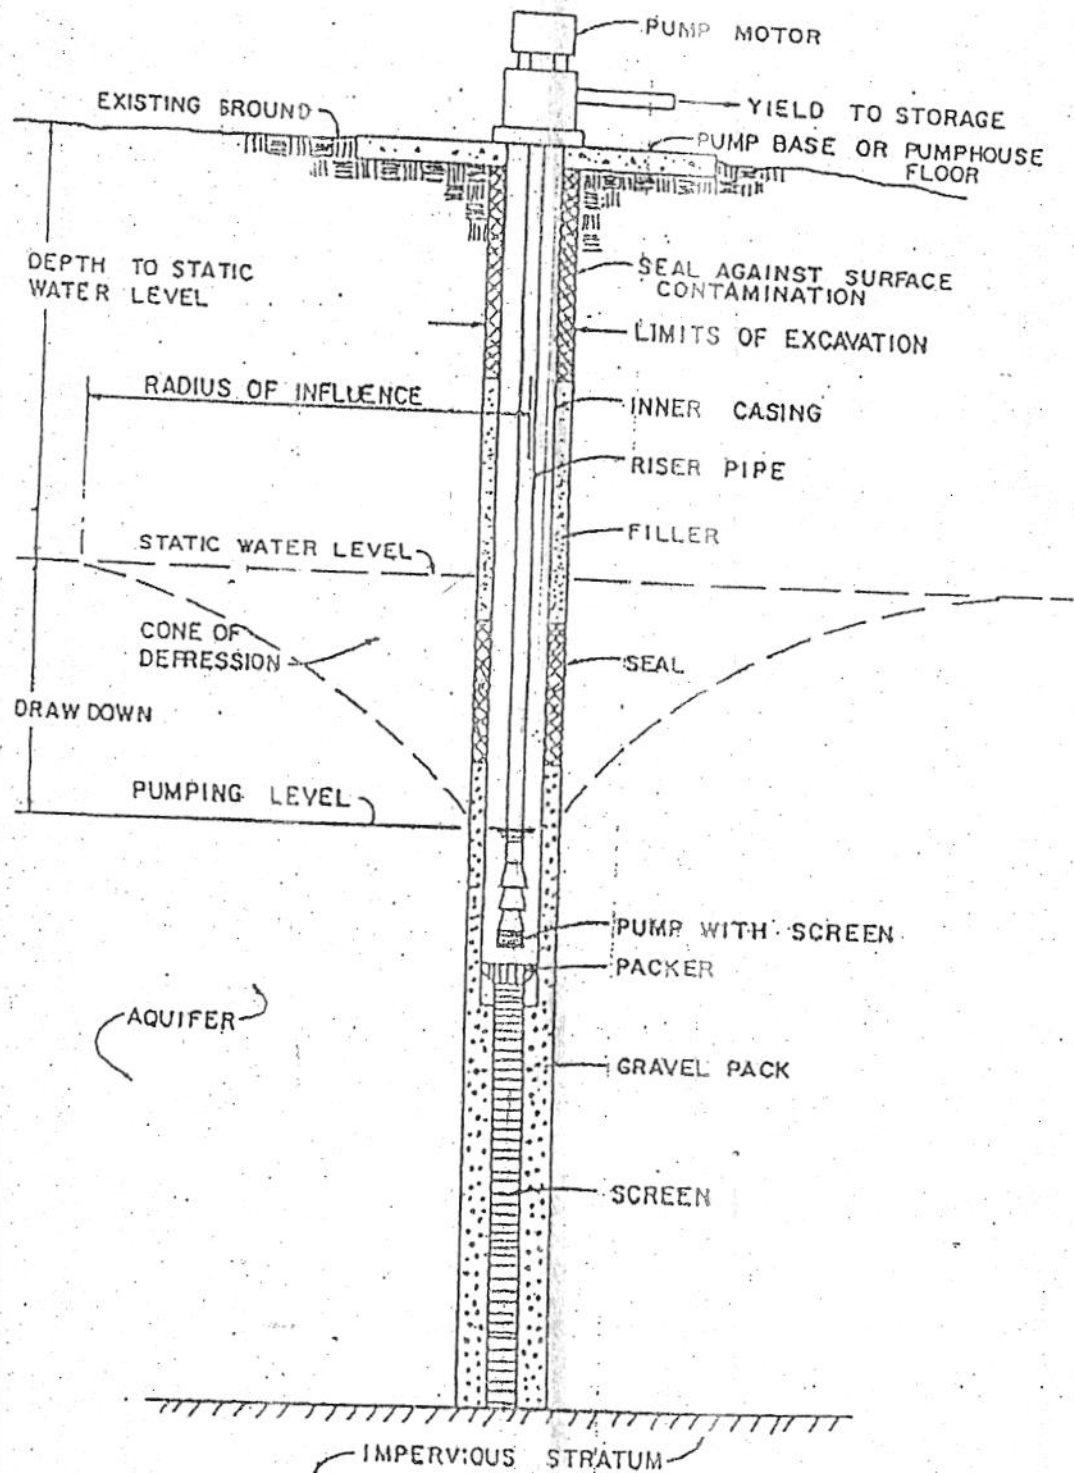 PUMP MOTOR
EXISTING GROUND
YIELD TO STORAGE
PUMP BASE OR PUMPHOUSE
FLOOR
DEPTH TO STATIC
WATER LEVEL
SEAL AGAINST SURFACE
CONTAMINATION
LIMITS OF EXCAVATION
RADIUS OF INFLUENCE
INNER CASING
RISER PIPE
STATIC WATER LEVEL
FILLER
CONE OF
DEPRESSION
SEAL
DRAW DOWN
PUMPING LEVEL
PUMP WITH SCREEN
PACKER
AQUIFER
GRAVEL PACK
SCREEN
IMPERVIOUS STRATUM